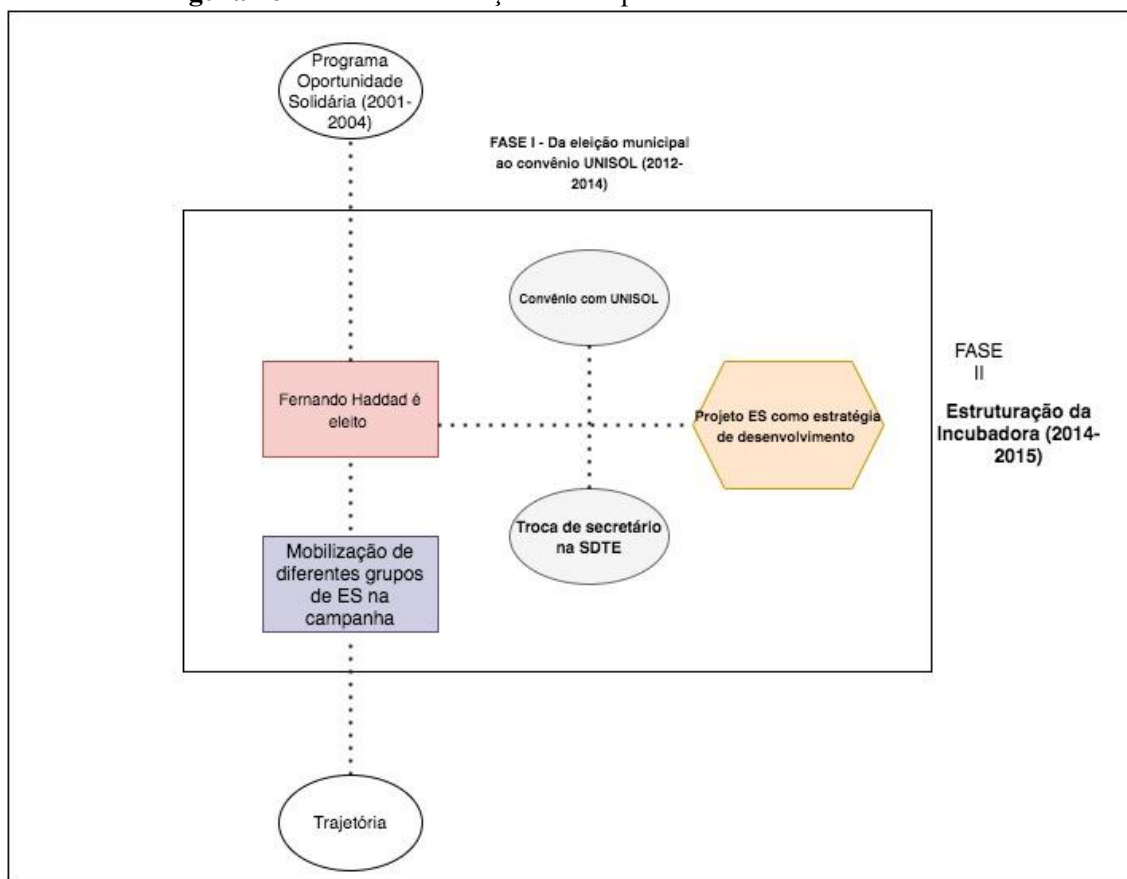 Programa
Oportunidade
Solidária (2001-
2004)
FASE I - Da eleição municipal
ao convênio UNISOL (2012-
2014)
Convênio com UNISOL
Fernando Haddad é
eleito
Projeto ES como estratégia
de desenvolvimento
FASE
II
Estruturação da
Incubadora (2014-
2015)
Troca de secretário
na SDTE
Mobilização de
diferentes grupos
de ES na
campanha
Trajetória